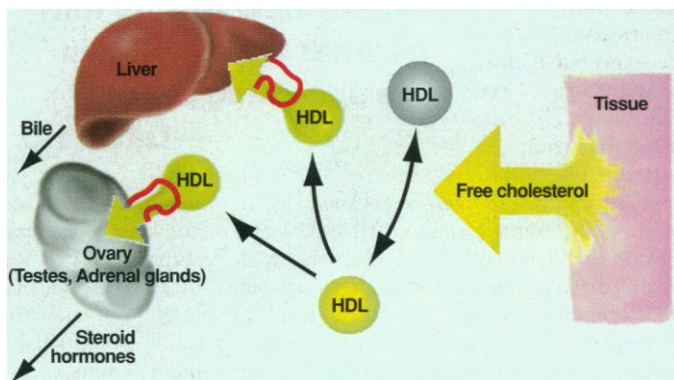 Liver
HDL
HDL
Tissue
Bile
HDL
Free cholesterol
Ovary
(Testes, Adrenal glands)
HDL
Steroid
hormones